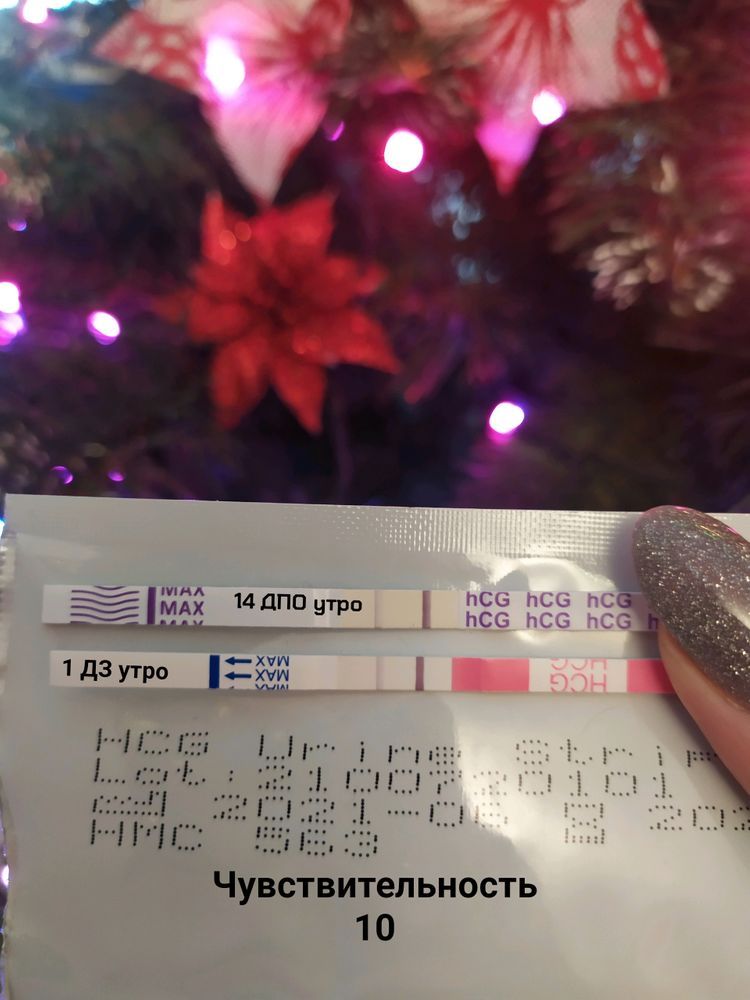 MAX
MAX
14 ДПО утро
hCG hCG hCG
hCG hCG hCG h
1 ДЗ утро
MAX
MAX
HCG
HCG Urine Strip
Lot.:
2021-06
HMC 563
Чувствительность
10